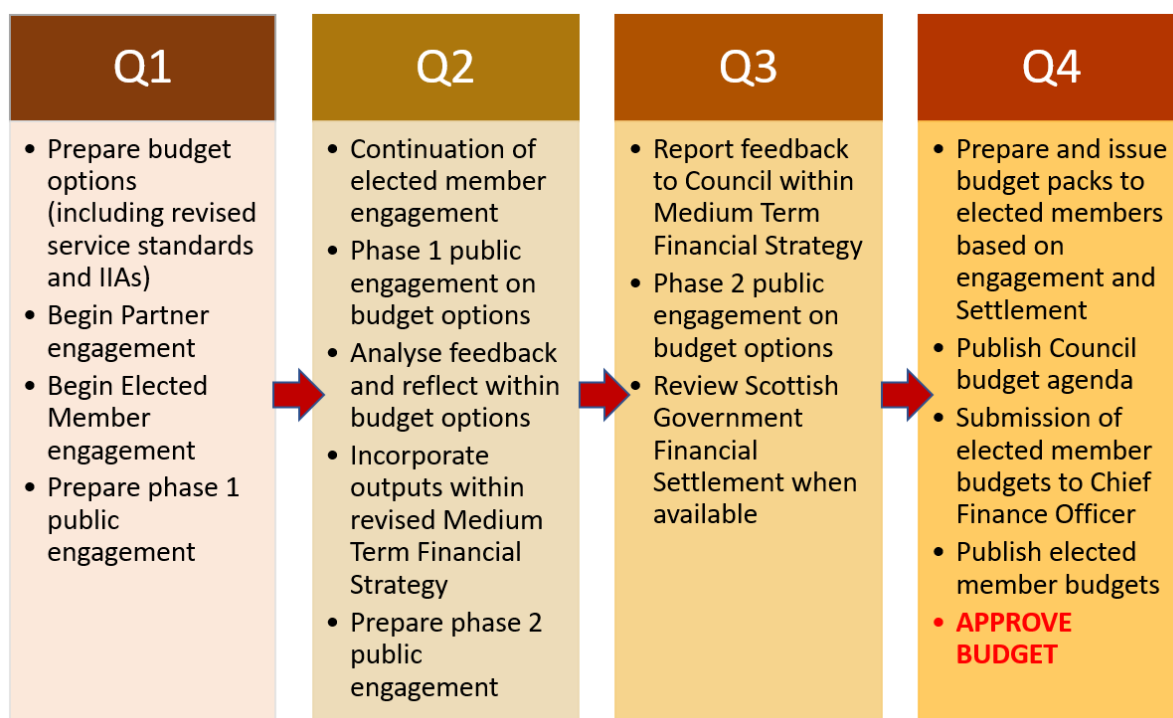 Q1
• Prepare budget
options
(including revised
service standards
and IIAs)
• Begin Partner
engagement
• Begin Elected
Member
engagement
• Prepare phase 1
public
engagement
Q2
• Continuation of
elected member
engagement
• Phase 1 public
engagement on
budget options
• Analyse feedback
and reflect within
budget options
• Incorporate
outputs within
revised Medium
Term Financial
Strategy
• Prepare phase 2
public
engagement
Q3
• Report feedback
to Council within
Medium Term
Financial Strategy
• Phase 2 public
engagement on
budget options
• Review Scottish
Government
Financial
Settlement when
available
Q4
• Prepare and issue
budget packs to
elected members
based on
engagement and
Settlement
• Publish Council
budget agenda
• Submission of
elected member
budgets to Chief
Finance Officer
• Publish elected
member budgets
• APPROVE
BUDGET